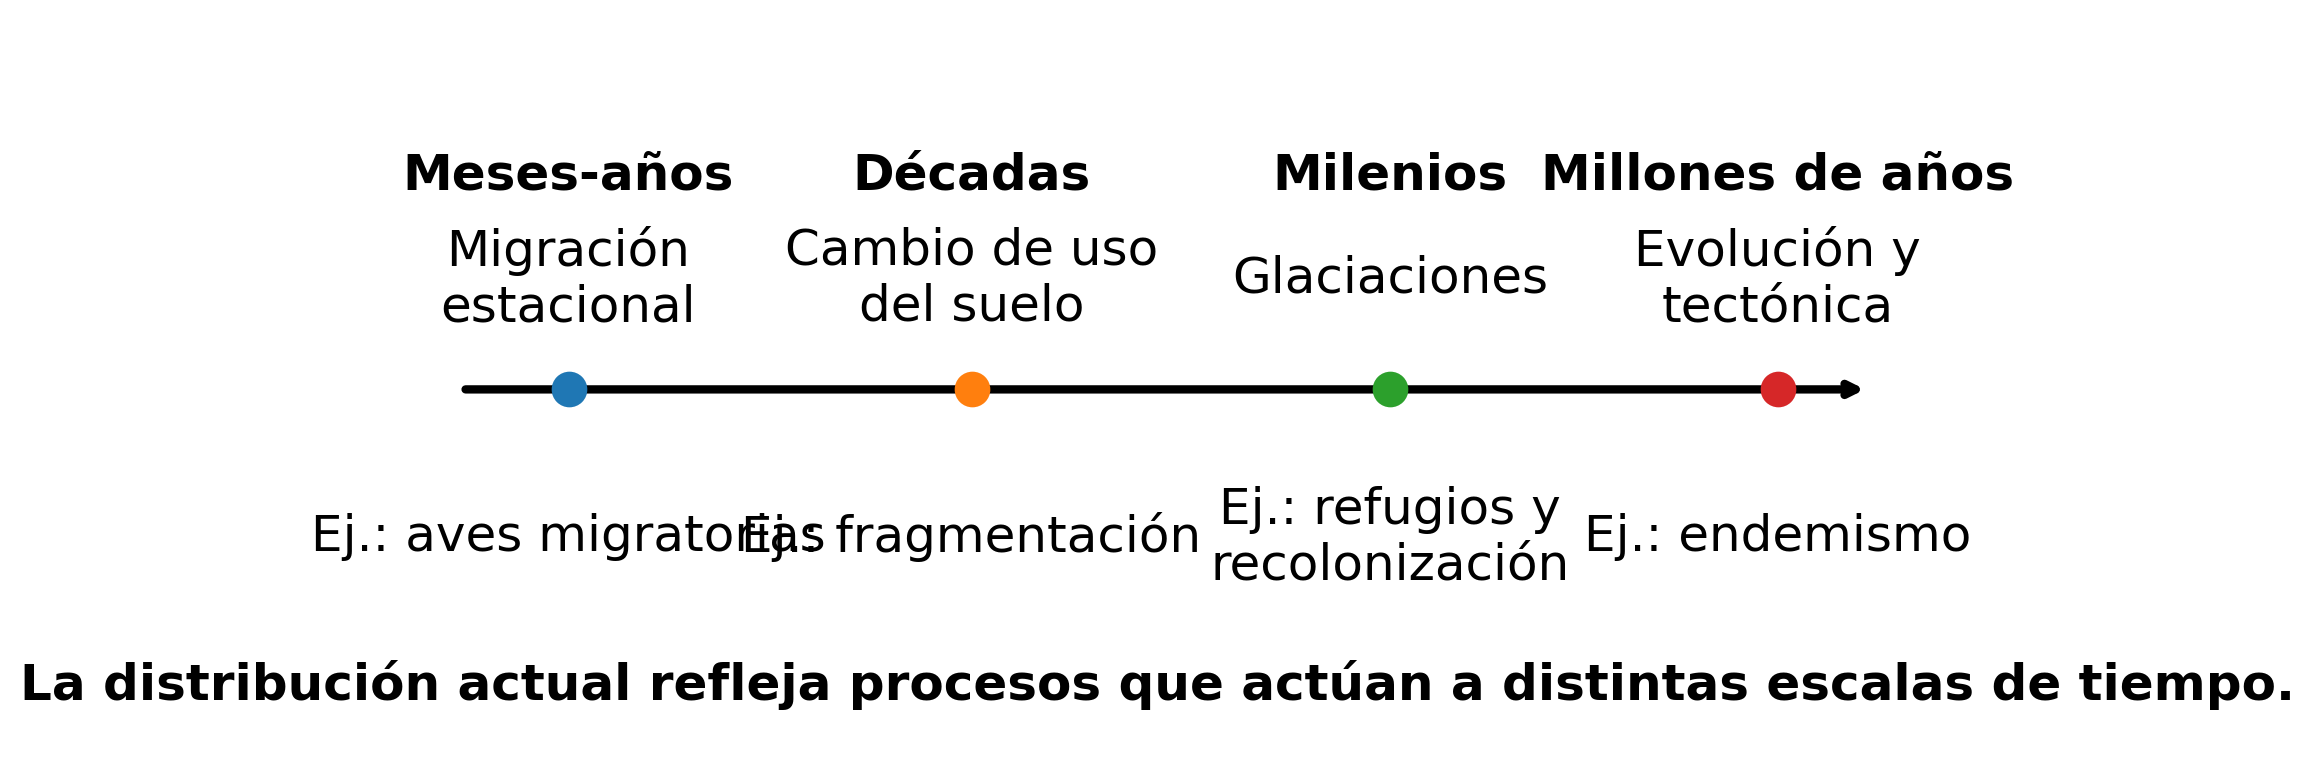 Meses-años
Migración
estacional
Décadas
Cambio de uso
del suelo
Milenios
Glaciaciones
Millones de años
Evolución y
tectónica
Ej.: aves migratorias
Ej.: fragmentación
Ej.: refugios y
recolonización
Ej.: endemismo
La distribución actual refleja procesos que actúan a distintas escalas de tiempo.